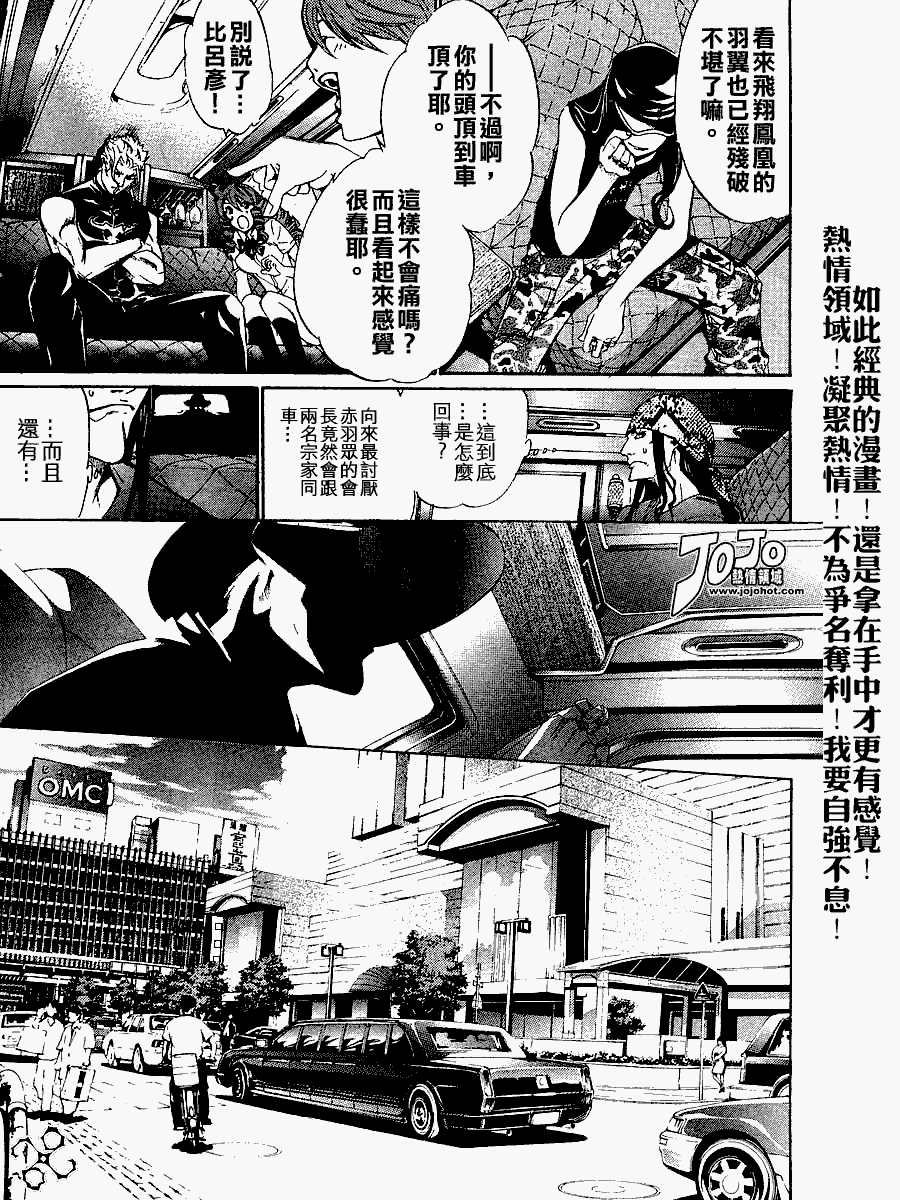 看來飛翔鳳凰的
羽翼也已經殘破
不堪了嘛。
——不過啊，
你的頭頂到車
頂了耶。
這樣不會痛嗎？
而且看起來感覺
很蠢耶。
別說了…
比呂彥！
…這到底
…是怎麼
回事？
向來最討厭
赤羽眾的會
長竟然會跟
兩名宗家同
車…
…而且
還有…
JOJO
熱情領域
www.jojohot.com
OMC
如此經典的漫畫！還是拿在手中才更有感覺！
熱情領域！凝聚熱情！不為爭名奪利！我要自強不息！